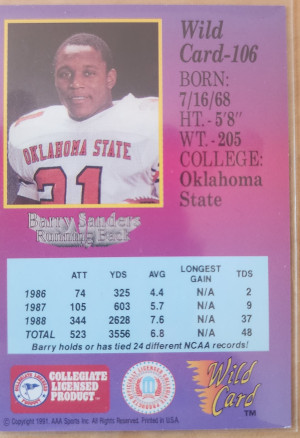 Wild
Card-106
BORN:
7/16/68
HT.-5'8"
WT.-205
COLLEGE:
Oklahoma
State
OKLAHOMA STATE
21
Barry Sanders
Running Back
ATT YDS AVG LONGEST GAIN TDS
1986 74 325 4.4 N/A 2
1987 105 603 5.7 N/A 9
1988 344 2628 7.6 N/A 37
TOTAL 523 3556 6.8 N/A 48
Barry holds or has tied 24 different NCAA records!
COLLEGIATE
LICENSED
PRODUCT™
Wild
Card
TM
© Copyright 1991. AAA Sports Inc. All Rights Reserved. Printed in U.S.A.